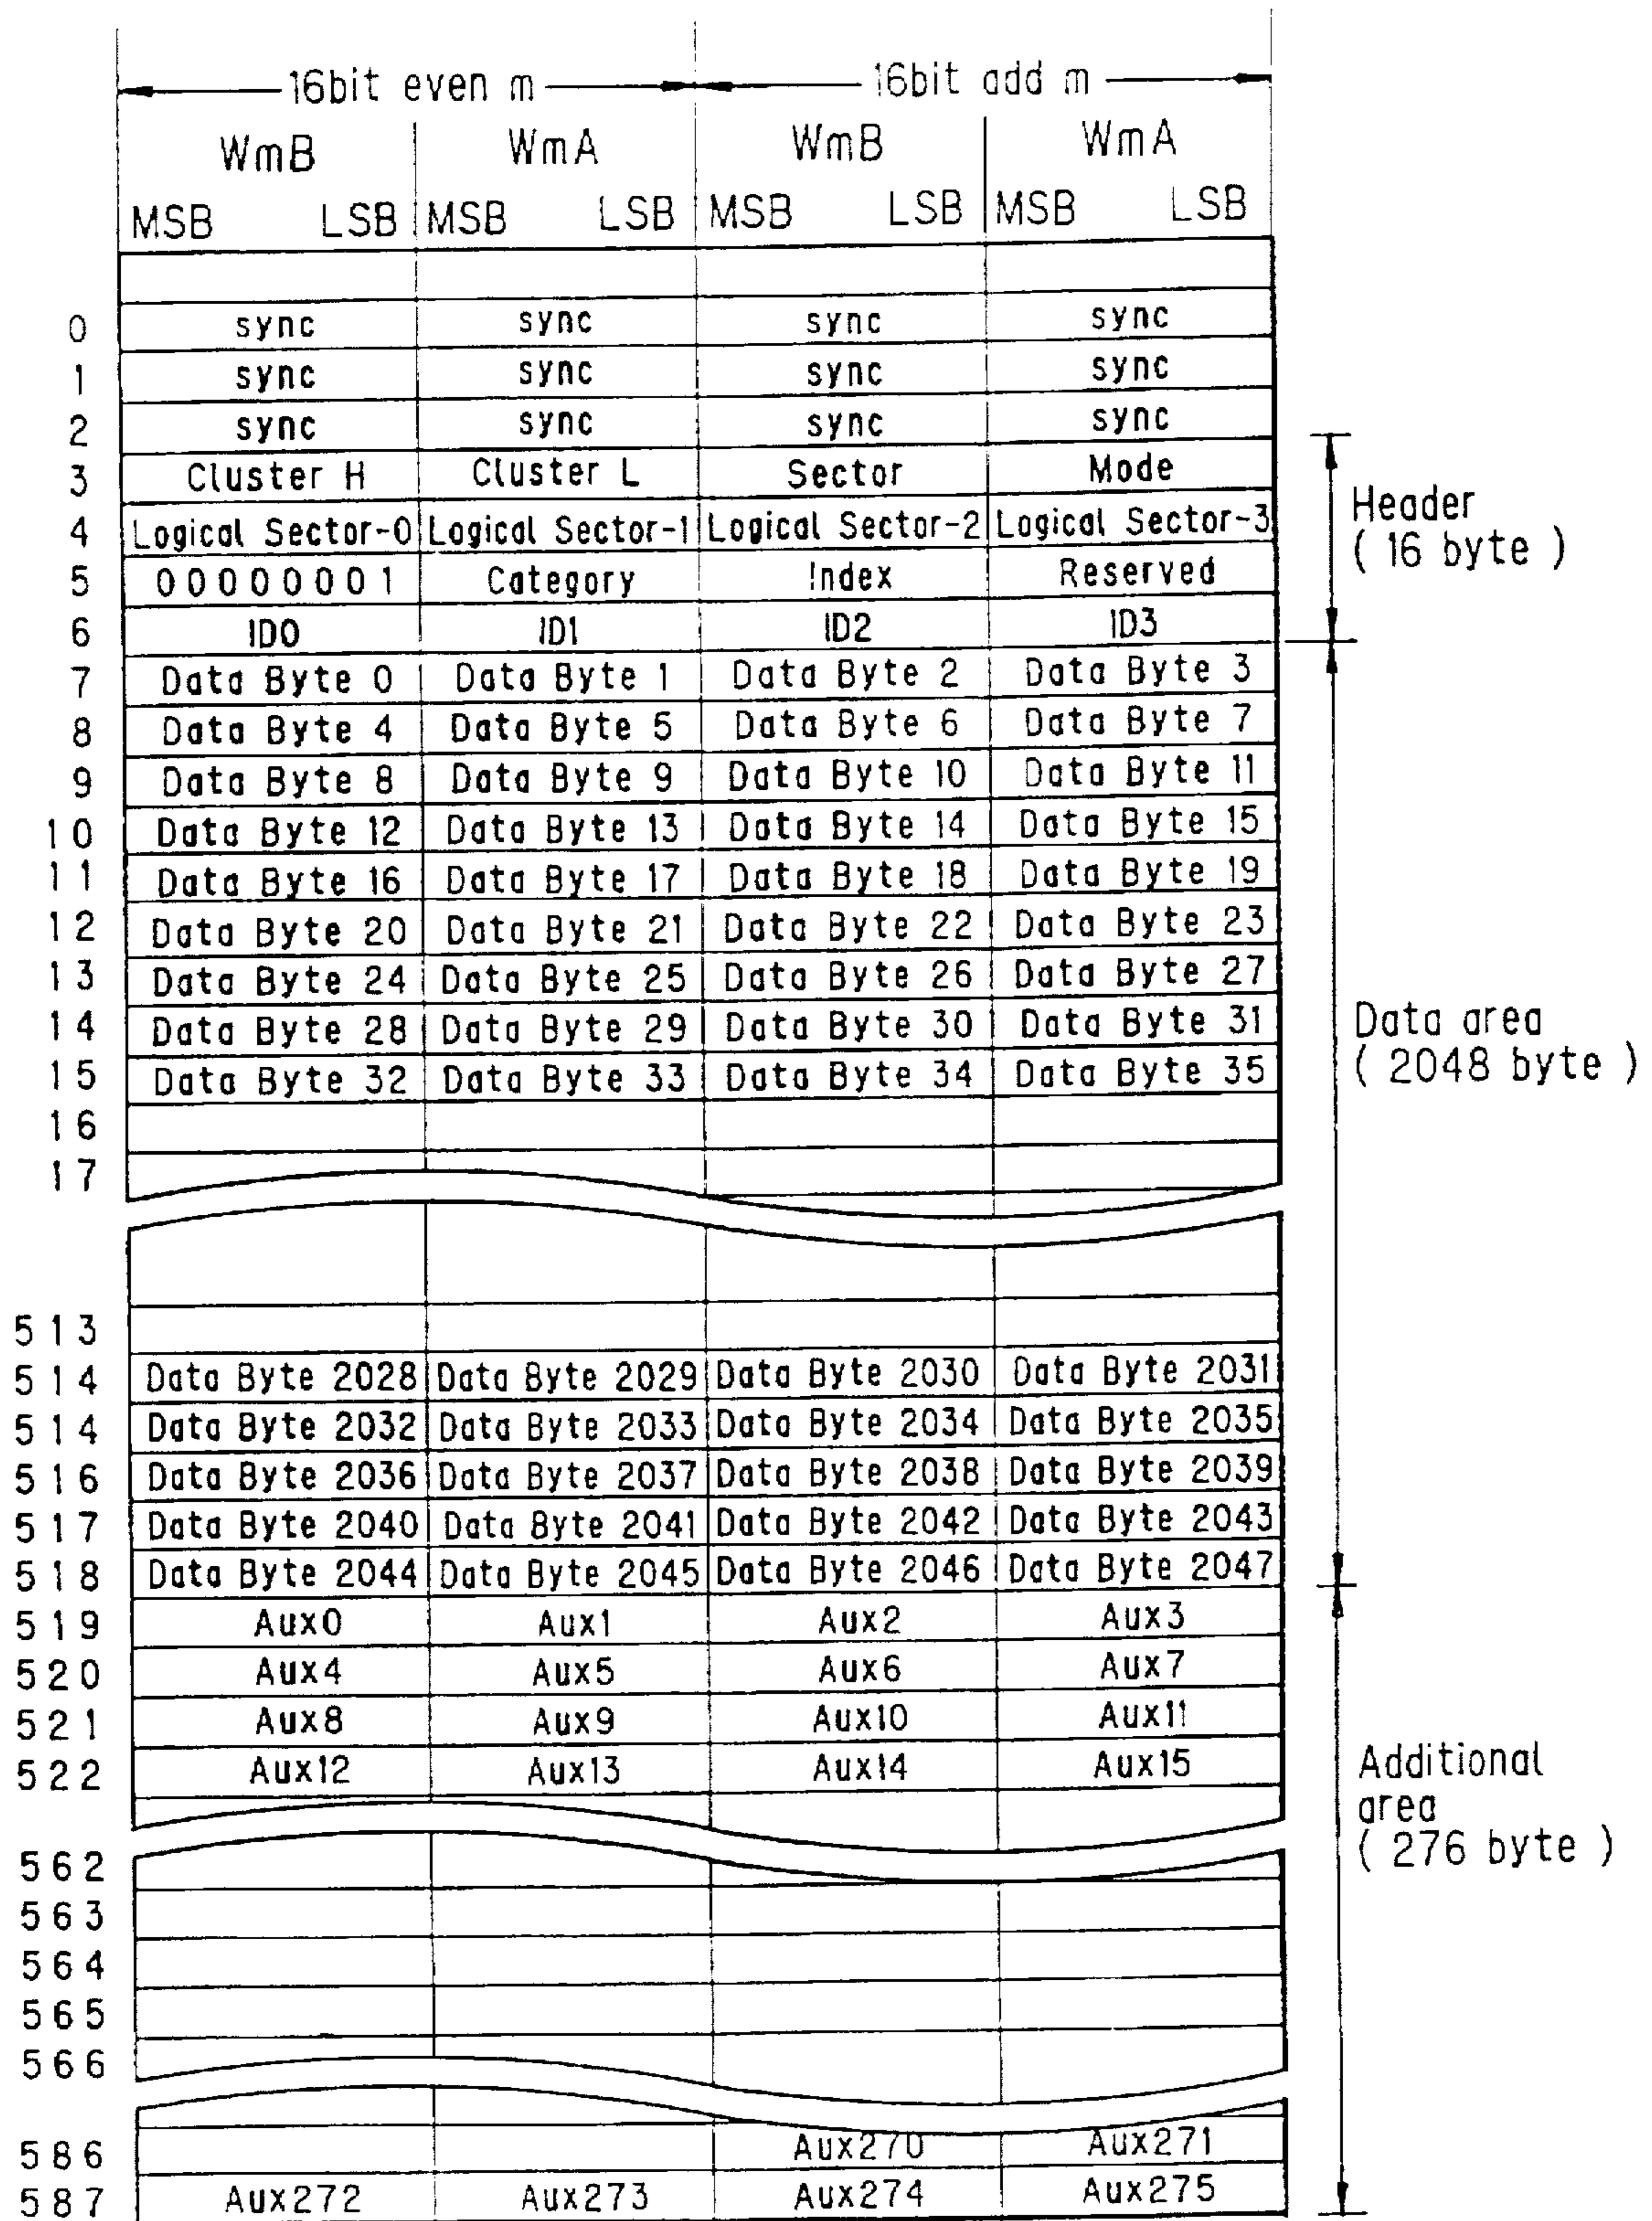 16bit even m 16bit add m
WmB WmA WmB WmA
MSB LSB MSB LSB MSB LSB MSB LSB
0 sync sync sync sync
1 sync sync sync sync
2 sync sync sync sync
3 Cluster H Cluster L Sector Mode
4 Logical Sector-0 Logical Sector-1 Logical Sector-2 Logical Sector-3
Header
( 16 byte )
5 00000001 Category Index Reserved
6 ID0 ID1 ID2 ID3
7 Data Byte 0 Data Byte 1 Data Byte 2 Data Byte 3
8 Data Byte 4 Data Byte 5 Data Byte 6 Data Byte 7
9 Data Byte 8 Data Byte 9 Data Byte 10 Data Byte 11
10 Data Byte 12 Data Byte 13 Data Byte 14 Data Byte 15
11 Data Byte 16 Data Byte 17 Data Byte 18 Data Byte 19
12 Data Byte 20 Data Byte 21 Data Byte 22 Data Byte 23
13 Data Byte 24 Data Byte 25 Data Byte 26 Data Byte 27
14 Data Byte 28 Data Byte 29 Data Byte 30 Data Byte 31
15 Data Byte 32 Data Byte 33 Data Byte 34 Data Byte 35
Data area
( 2048 byte )
16
17
513
514 Data Byte 2028 Data Byte 2029 Data Byte 2030 Data Byte 2031
514 Data Byte 2032 Data Byte 2033 Data Byte 2034 Data Byte 2035
516 Data Byte 2036 Data Byte 2037 Data Byte 2038 Data Byte 2039
517 Data Byte 2040 Data Byte 2041 Data Byte 2042 Data Byte 2043
518 Data Byte 2044 Data Byte 2045 Data Byte 2046 Data Byte 2047
519 Aux0 Aux1 Aux2 Aux3
520 Aux4 Aux5 Aux6 Aux7
521 Aux8 Aux9 Aux10 Aux11
522 Aux12 Aux13 Aux14 Aux15
Additional
area
( 276 byte )
562
563
564
565
566
586 Aux270 Aux271
587 Aux272 Aux273 Aux274 Aux275